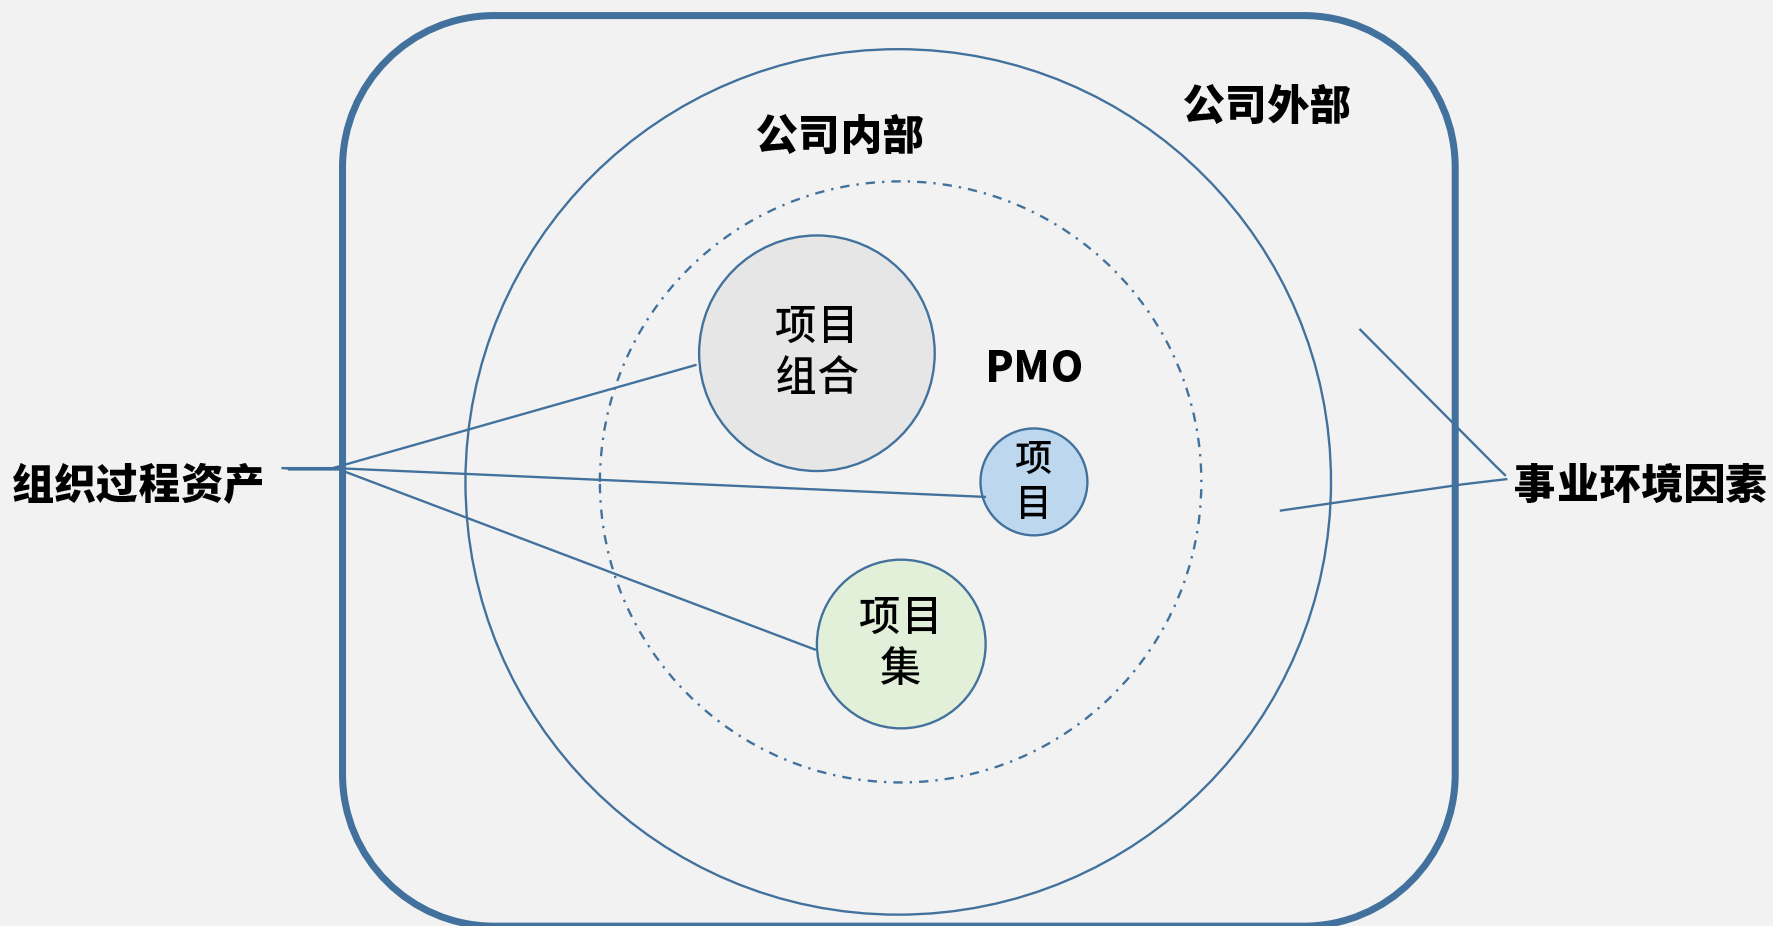 公司外部
公司内部
项目
组合
PMO
项
目
组织过程资产
事业环境因素
项目
集